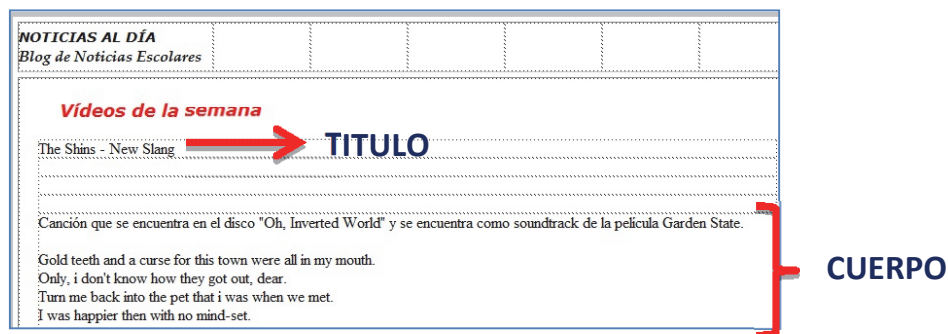 NOTICIAS AL DÍA
Blog de Noticias Escolares
Vídeos de la semana
The Shins - New Slang
TITULO
Canción que se encuentra en el disco "Oh, Inverted World" y se encuentra como soundtrack de la película Garden State.
Gold teeth and a curse for this town were all in my mouth.
Only, i don't know how they got out, dear.
Turn me back into the pet that i was when we met.
I was happier then with no mind-set.
CUERPO